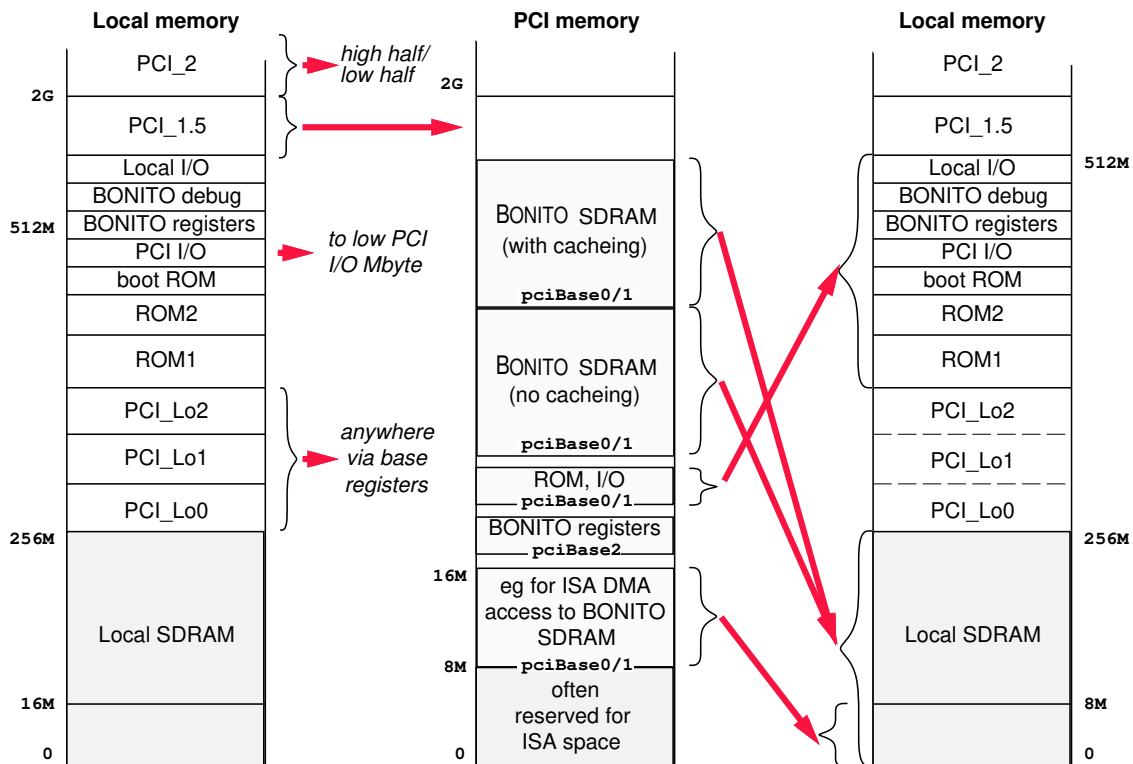 Local memory
PCI_2
2G
PCI_1.5
Local I/O
BONITO debug
512M
BONITO registers
PCI I/O
boot ROM
ROM2
ROM1
PCI_Lo2
PCI_Lo1
PCI_Lo0
256M
Local SDRAM
16M
0
high half/
low half
to low PCI
I/O Mbyte
anywhere
via base
registers
PCI memory
2G
BONITO SDRAM
(with cacheing)
pciBase0/1
BONITO SDRAM
(no cacheing)
pciBase0/1
ROM, I/O
pciBase0/1
BONITO registers
pciBase2
16M
eg for ISA DMA
access to BONITO
SDRAM
pciBase0/1
8M
often
reserved for
ISA space
0
Local memory
PCI_2
PCI_1.5
512M
Local I/O
BONITO debug
BONITO registers
PCI I/O
boot ROM
ROM2
ROM1
PCI_Lo2
PCI_Lo1
PCI_Lo0
256M
Local SDRAM
8M
0